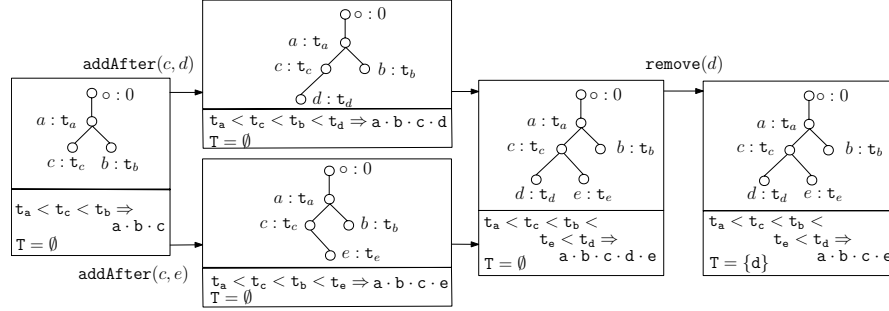 addAfter(c, d)
addAfter(c, e)
remove(d)
∘ : 0
a : t_a
c : t_c b : t_b
t_a < t_c < t_b ⇒
a · b · c
T = ∅
∘ : 0
a : t_a
c : t_c b : t_b
d : t_d
t_a < t_c < t_b < t_d ⇒ a · b · c · d
T = ∅
∘ : 0
a : t_a
c : t_c b : t_b
e : t_e
t_a < t_c < t_b < t_e ⇒ a · b · c · e
T = ∅
∘ : 0
a : t_a
c : t_c b : t_b
d : t_d e : t_e
t_a < t_c < t_b <
t_e < t_d ⇒
a · b · c · d · e
T = ∅
∘ : 0
a : t_a
c : t_c b : t_b
d : t_d e : t_e
t_a < t_c < t_b <
t_e < t_d ⇒
a · b · c · e
T = {d}